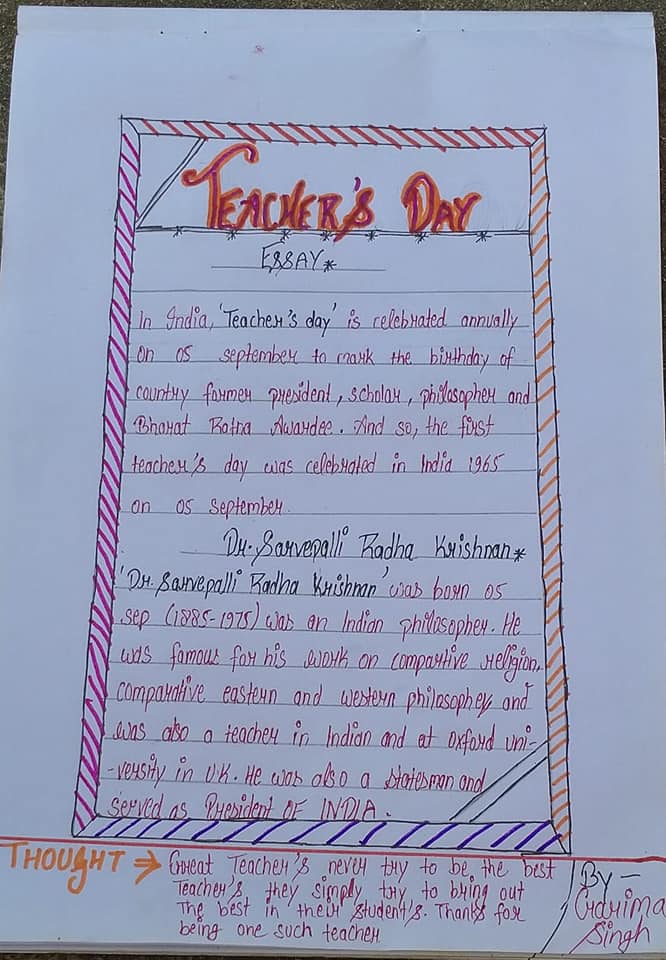 TEACHER'S DAY
ESSAY*
In India, 'Teacher's day' is celebrated annually
on 05 september to mark the birthday of
country former president, scholar, philosopher and
Bharat Ratna Awardee. And so, the first
teacher's day was celebrated in India 1965
on 05 september.
Dr. Sarvepalli Radha Krishnan*
'Dr. Sarvepalli Radha Krishnan' was born 05
sep (1885-1975) was an Indian philosopher. He
was famous for his work on compartive religion,
comparative eastern and western philosophey and
was also a teacher in Indian and at oxford uni-
-versity in U.K. He was also a statesman and
served as President OF INDIA.
THOUGHT → Great Teacher's never try to be the best
Teacher's they simply try to bring out
The best in their student's. Thanks for
being one such teacher
By -
Garima
Singh